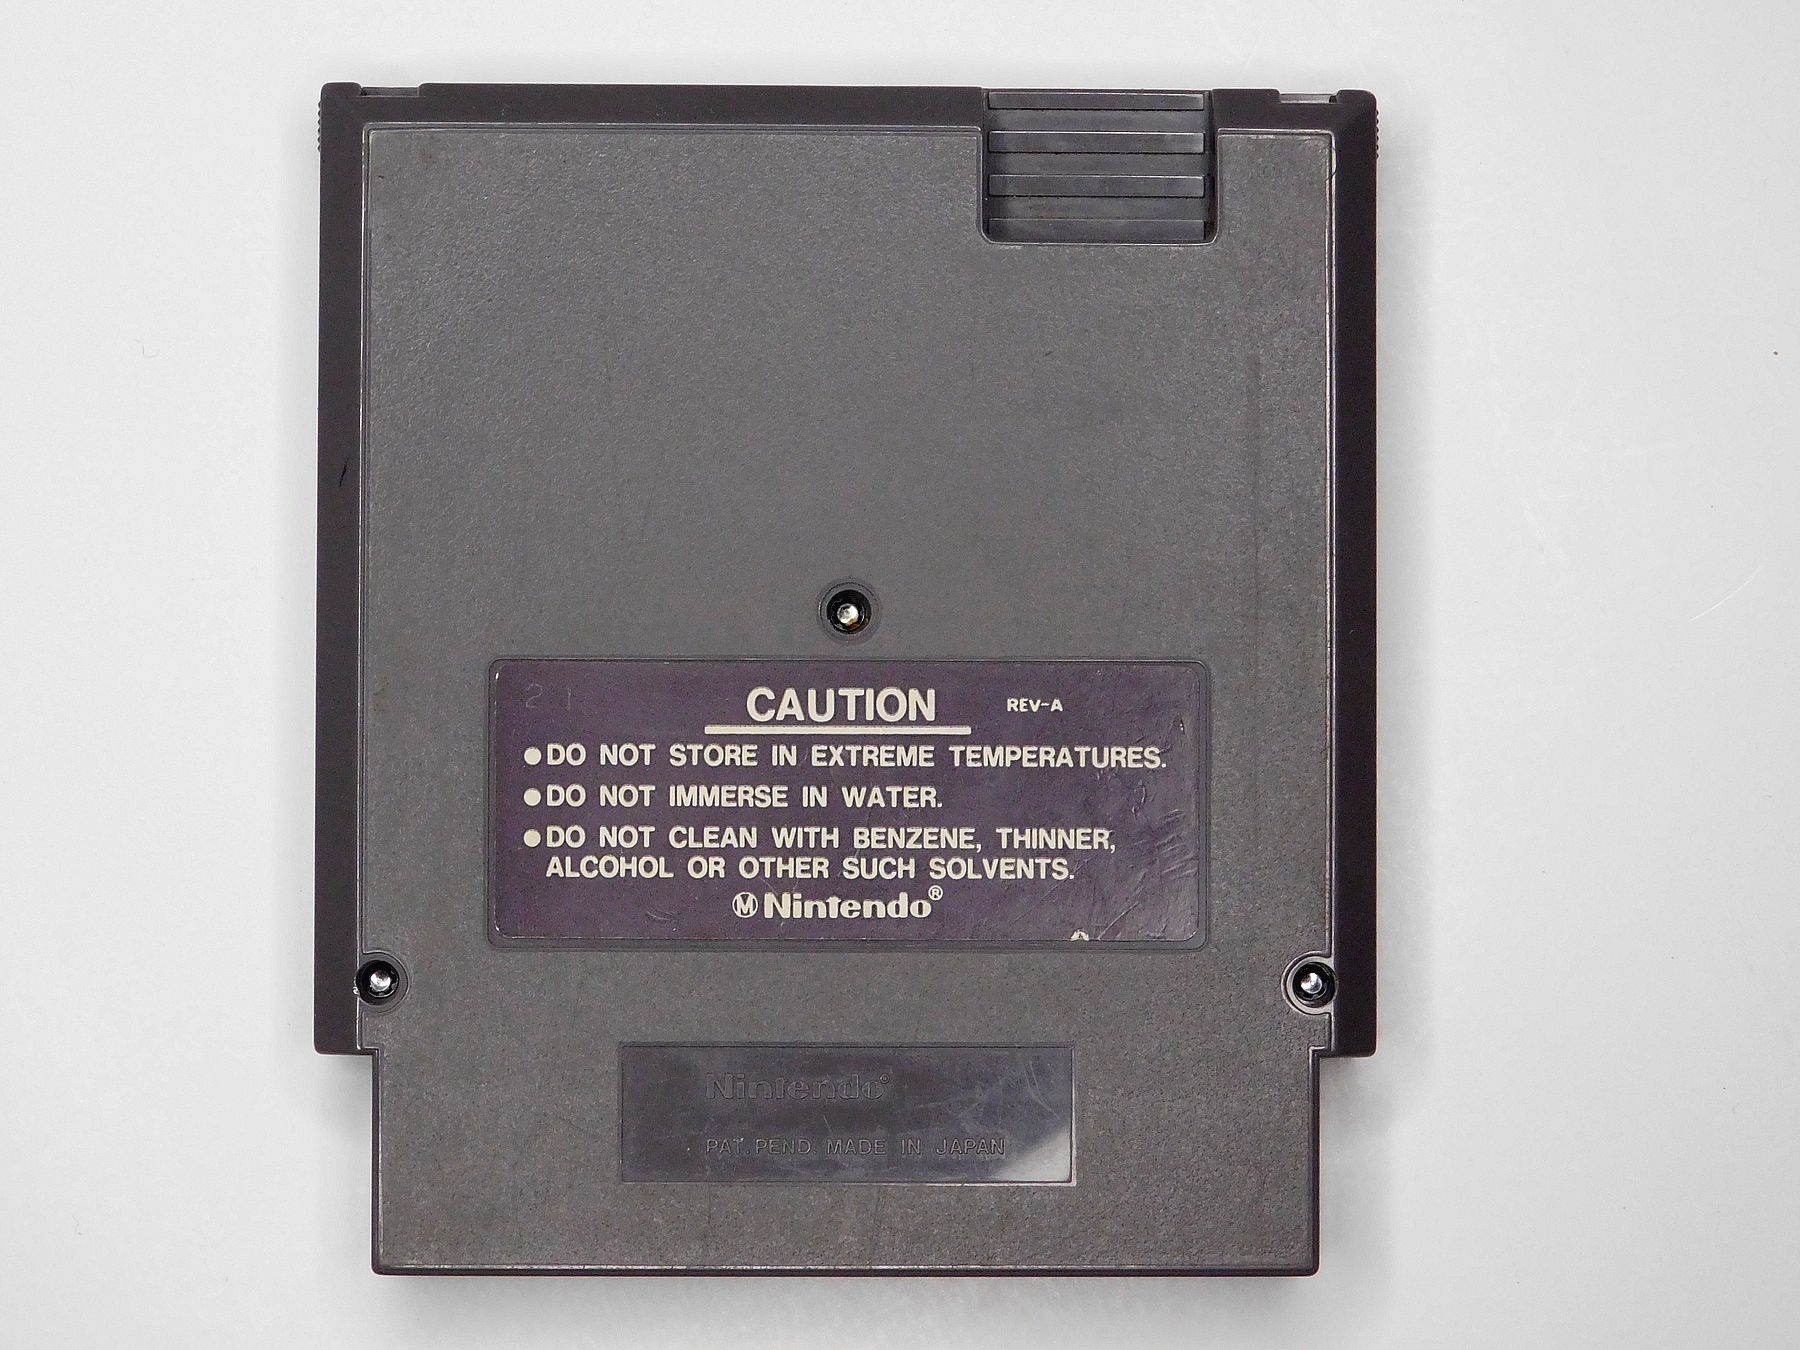 CAUTION REV-A
●DO NOT STORE IN EXTREME TEMPERATURES.
●DO NOT IMMERSE IN WATER.
●DO NOT CLEAN WITH BENZENE, THINNER,
ALCOHOL OR OTHER SUCH SOLVENTS.
Ⓜ Nintendo®
Nintendo®
PAT. PEND. MADE IN JAPAN